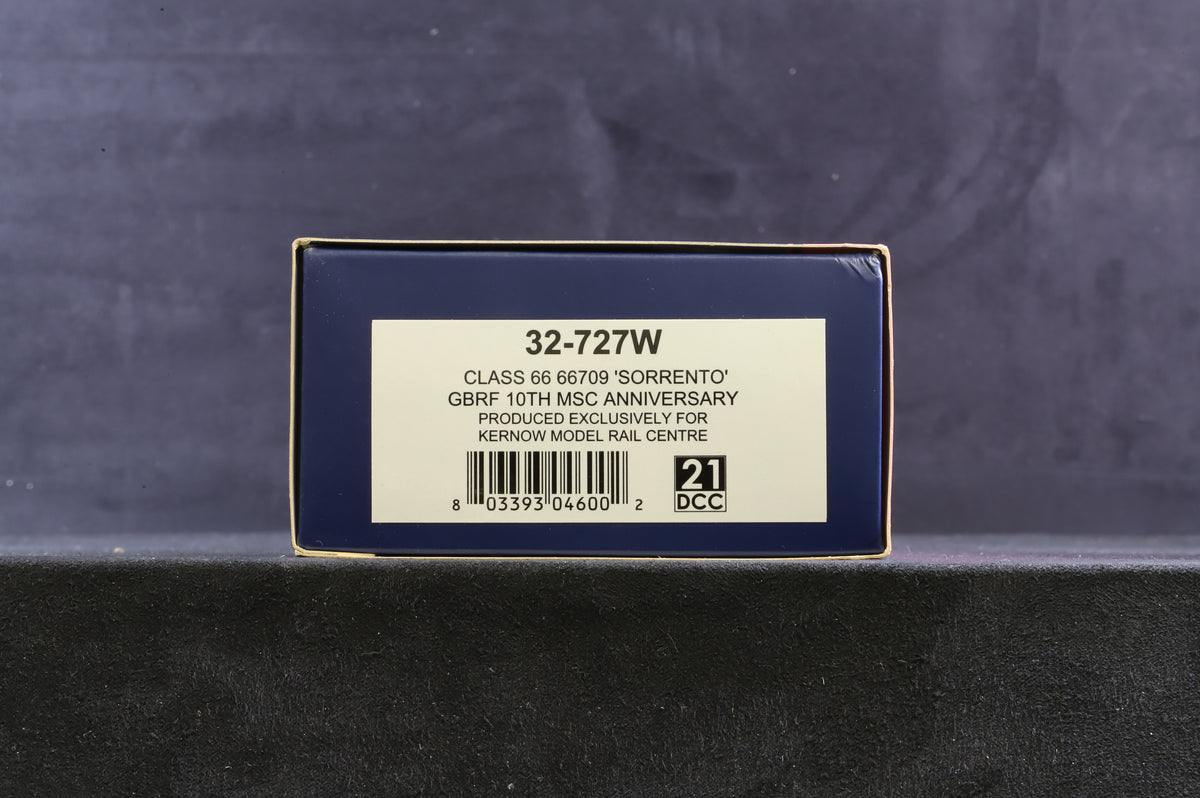 32-727W
CLASS 66 66709 'SORRENTO'
GBRF 10TH MSC ANNIVERSARY
PRODUCED EXCLUSIVELY FOR
KERNOW MODEL RAIL CENTRE
8 03393 04600 2
21
DCC